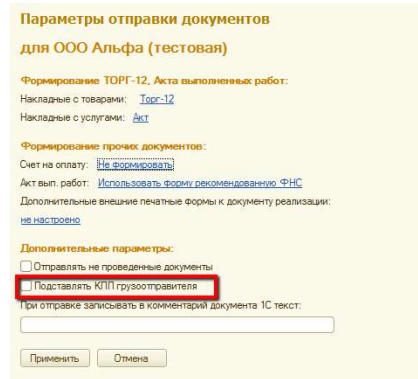 Параметры отправки документов
для ООО Альфа (тестовая)
Формирование ТОРГ-12, Акта выполненных работ:
Накладные с товарами: Торг-12
Накладные с услугами: Акт
Формирование прочих документов:
Счет на оплату: Не формировать
Акт вып. работ: Использовать форму рекомендованную ФНС
Дополнительные внешние печатные формы к документу реализации:
не настроено
Дополнительные параметры:
Отправлять не проведенные документы
Подставлять КПП грузоотправителя
При отправке записывать в комментарий документа 1С текст:
Применить Отмена